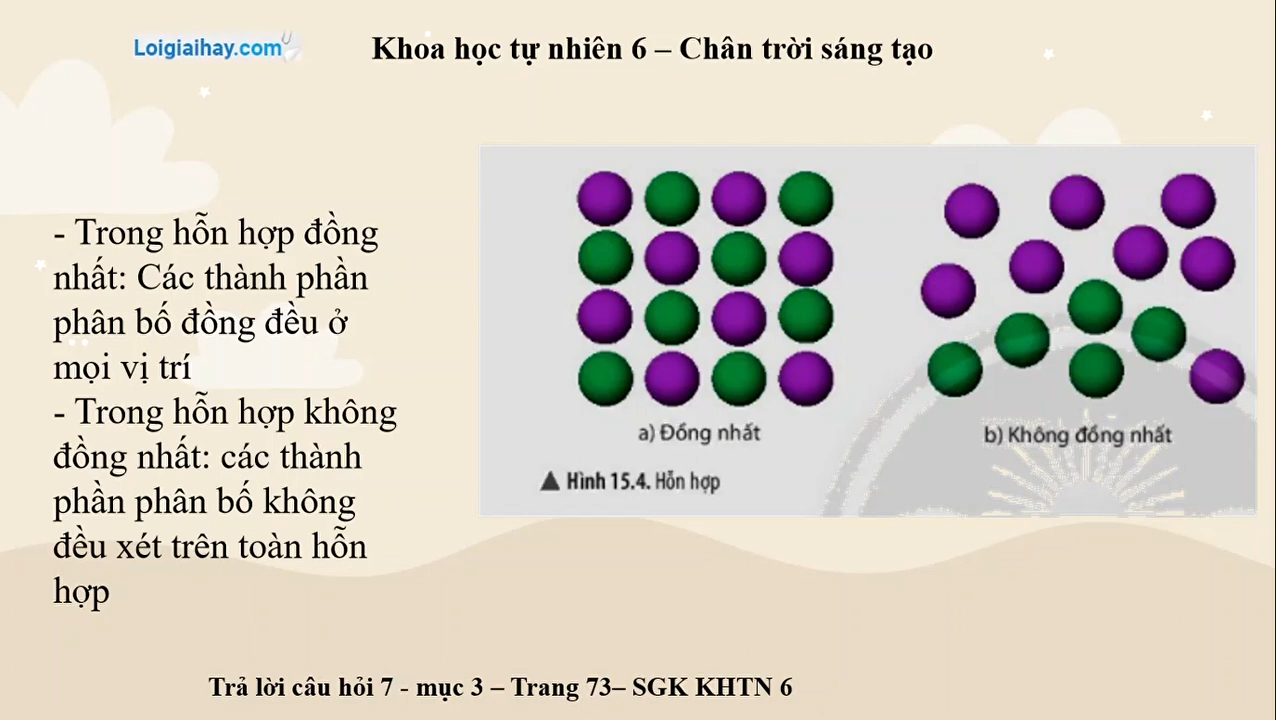 Loigiaihay.com
Khoa học tự nhiên 6 – Chân trời sáng tạo
- Trong hỗn hợp đồng
nhất: Các thành phần
phân bố đồng đều ở
mọi vị trí
- Trong hỗn hợp không
đồng nhất: các thành
phần phân bố không
đều xét trên toàn hỗn
hợp
a) Đồng nhất
b) Không đồng nhất
▲ Hình 15.4. Hỗn hợp
Trả lời câu hỏi 7 - mục 3 – Trang 73– SGK KHTN 6